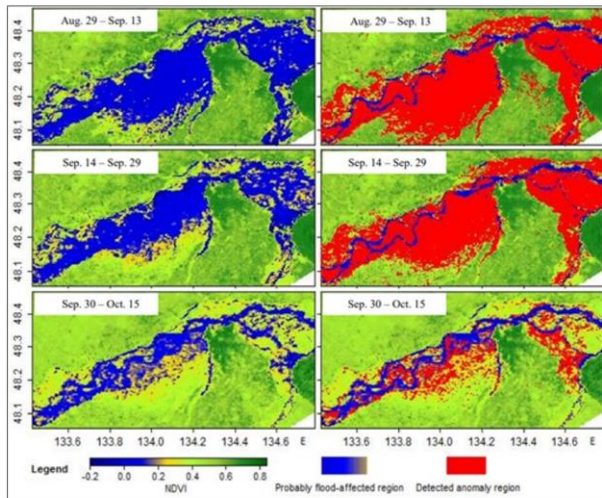 Aug. 29 – Sep. 13
Aug. 29 – Sep. 13
48.4
48.3
48.2
48.1
Sep. 14 – Sep. 29
Sep. 14 – Sep. 29
48.4
48.3
48.2
48.1
Sep. 30 – Oct. 15
Sep. 30 – Oct. 15
48.4
48.3
48.2
48.1
133.6 133.8 134.0 134.2 134.4 134.6 E 133.6 133.8 134.0 134.2 134.4 134.6 E
Legend
-0.2 0.0 0.2 0.4 0.6 0.8
NDVI
Probably flood-affected region
Detected anomaly region